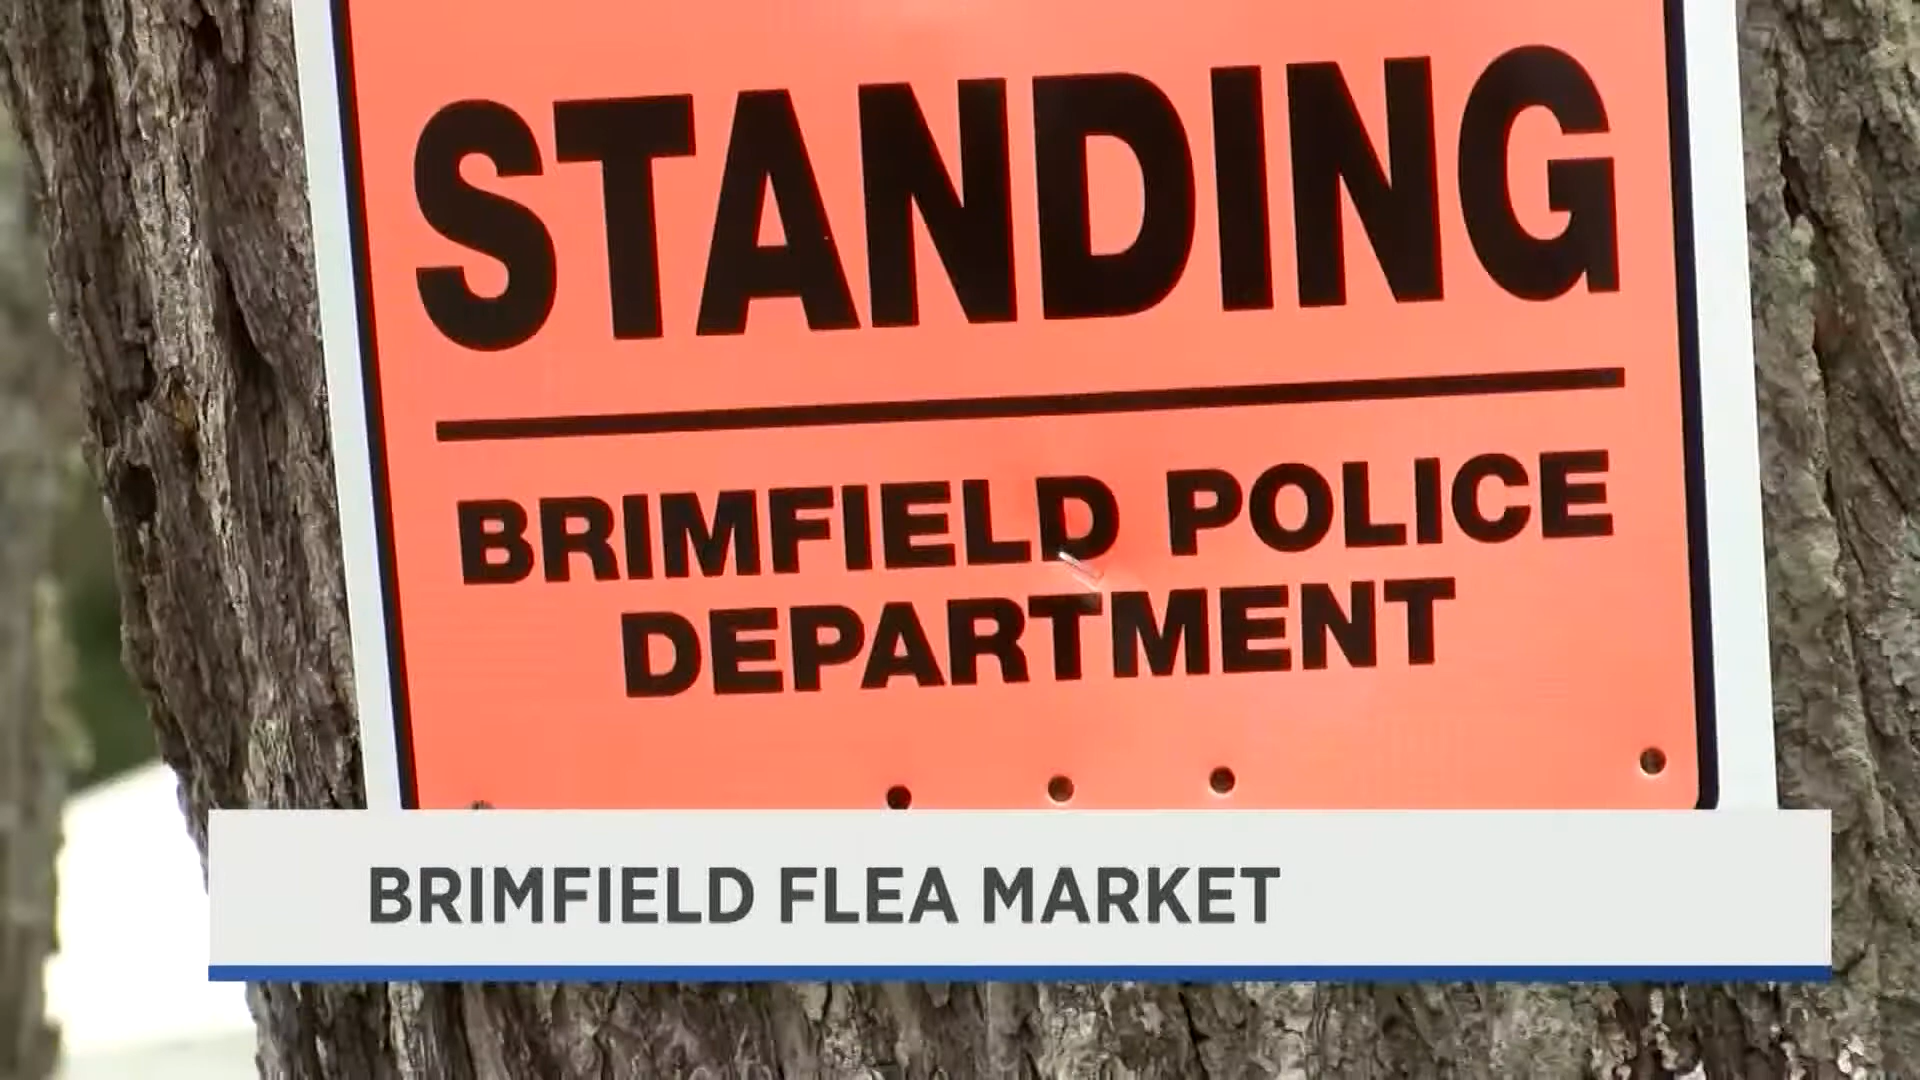 STANDING
BRIMFIELD POLICE
DEPARTMENT
BRIMFIELD FLEA MARKET